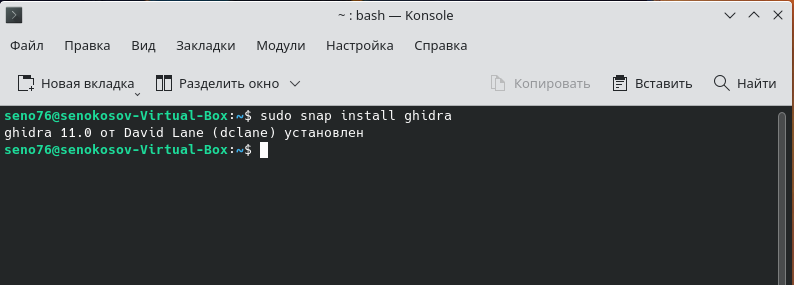 ~ : bash — Konsole
Файл Правка Вид Закладки Модули Настройка Справка
Новая вкладка Разделить окно Копировать Вставить Найти
seno76@senokosov-Virtual-Box:~$ sudo snap install ghidra
ghidra 11.0 от David Lane (dclane) установлен
seno76@senokosov-Virtual-Box:~$